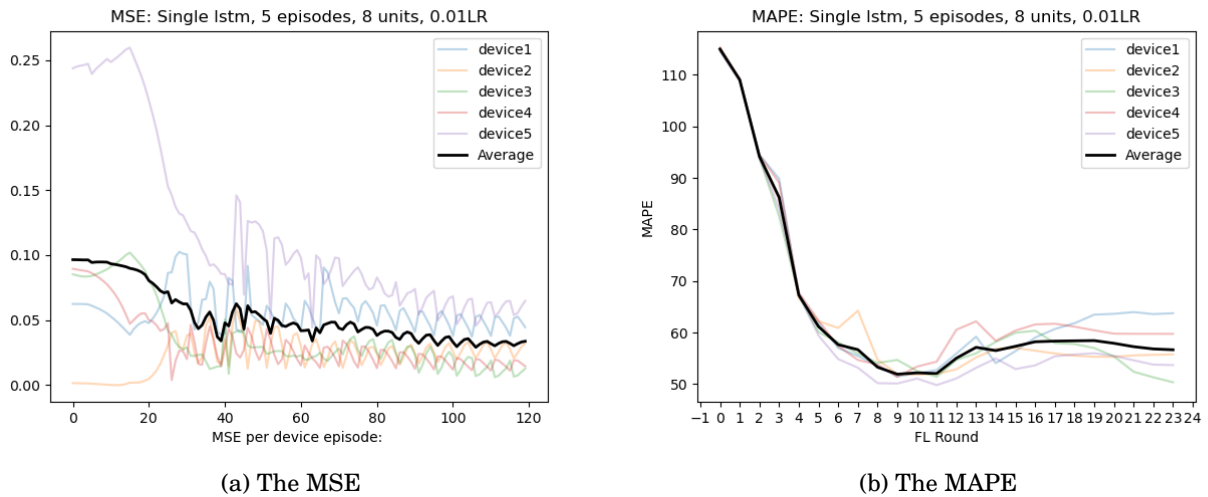 MSE: Single lstm, 5 episodes, 8 units, 0.01LR
0.25
0.20
0.15
0.10
0.05
0.00
device1
device2
device3
device4
device5
Average
0 20 40 60 80 100 120
MSE per device episode:
(a) The MSE
MAPE: Single lstm, 5 episodes, 8 units, 0.01LR
MAPE
110
100
90
80
70
60
50
device1
device2
device3
device4
device5
Average
−1 0 1 2 3 4 5 6 7 8 9 10 11 12 13 14 15 16 17 18 19 20 21 22 23 24
FL Round
(b) The MAPE